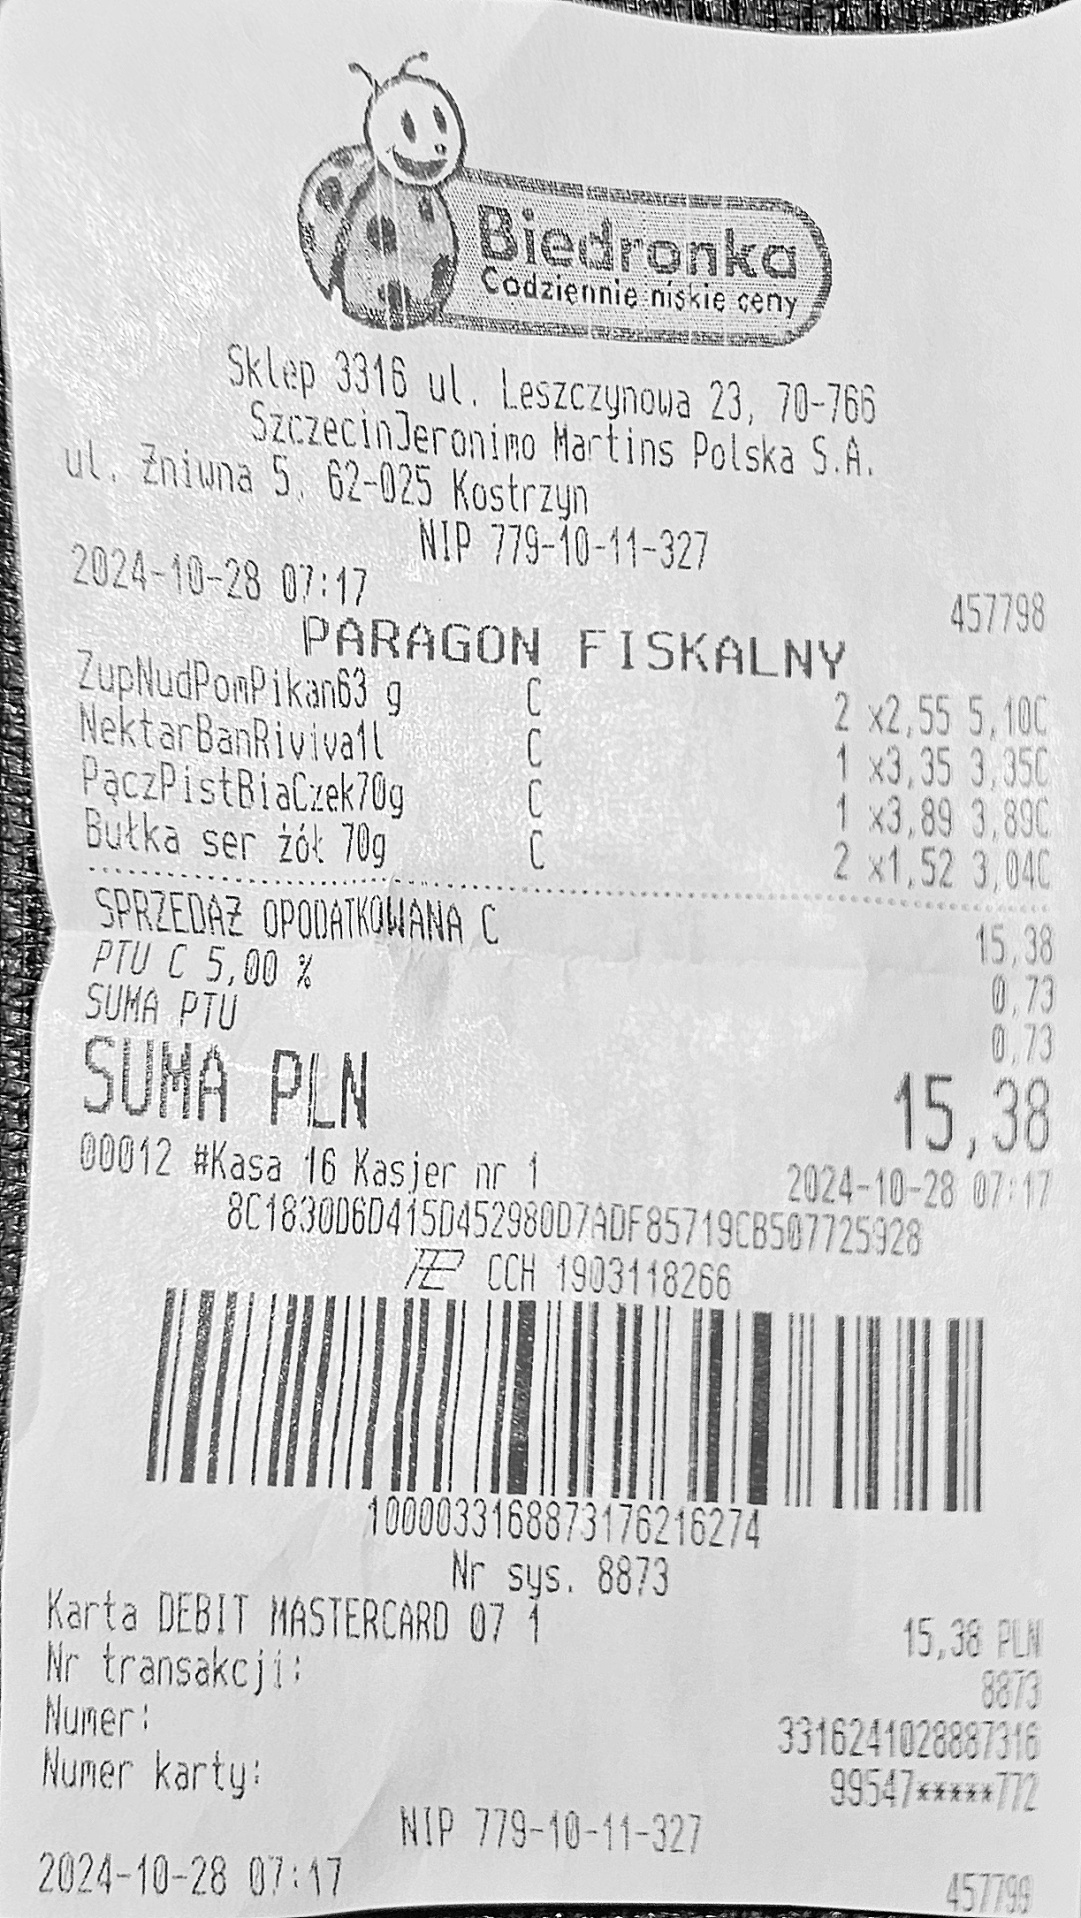 Biedronka
Codziennie niskie ceny
Sklep 3316 ul. Leszczynowa 23, 70-766
SzczecinJeronimo Martins Polska S.A.
ul. Żniwna 5, 62-025 Kostrzyn
NIP 779-10-11-327
2024-10-28 07:17 457798
PARAGON FISKALNY
ZupNudPomPikan63 g C 2 x2,55 5,10C
NektarBanRiviva1l C 1 x3,35 3,35C
PączPistBiaCzek70g C 1 x3,89 3,89C
Bułka ser żół 70g C 2 x1,52 3,04C
SPRZEDAŻ OPODATKOWANA C 15,38
PTU C 5,00 % 0,73
SUMA PTU 0,73
SUMA PLN 15,38
00012 #Kasa 16 Kasjer nr 1 2024-10-28 07:17
8C1830D6D415D452980D7ADF85719CB507725928
CCH 1903118266
1000033168873176216274
Nr sys. 8873
Karta DEBIT MASTERCARD 07 1 15,38 PLN
Nr transakcji: 8873
Numer: 3316241028887316
Numer karty: 99547*****772
NIP 779-10-11-327
2024-10-28 07:17 457799